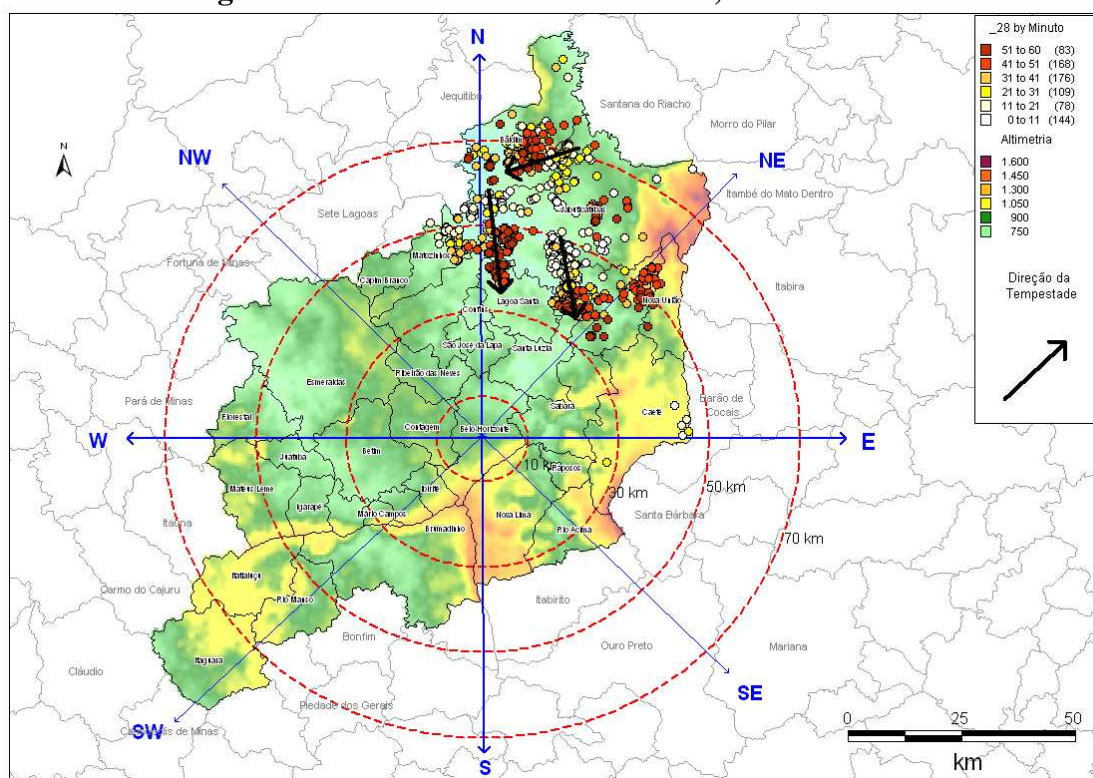 N
Jequitibá
Santana do Riacho
Morro do Pilar
Baldim
NW
NE
Itambé do Mato Dentro
N
Sete Lagoas
Jaboticatubas
Fortuna de Minas
Matozinhos
Capim Branco
Itabira
Lagoa Santa
Nova União
Confins
São José da Lapa
Santa Luzia
Ribeirão das Neves
Esmeraldas
Pará de Minas
Barão de
Cocais
Florestal
Sabará
Caeté
Contagem
Belo Horizonte
W
E
Juatuba
Betim
10 km
Raposos
Mateus Leme
Ibirité
50 km
30 km
Igarapé
Mário Campos
Nova Lima
Santa Bárbara
Itaúna
Brumadinho
Rio Acima
70 km
Itatiaiuçu
Carmo do Cajuru
Rio Manso
Itabirito
Bonfim
Ouro Preto
Mariana
Cláudio
Itaguara
SE
Piedade dos Gerais
SW
Carmópolis de Minas
S
_28 by Minuto
51 to 60 (83)
41 to 51 (168)
31 to 41 (176)
21 to 31 (109)
11 to 21 (78)
0 to 11 (144)
Altimetria
1.600
1.450
1.300
1.050
900
750
Direção da
Tempestade
0 25 50
km